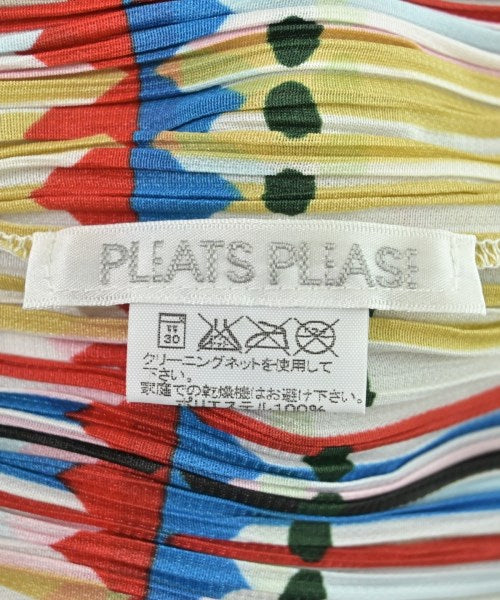 PLEATS PLEASE
30
クリーニングネットを使用して
下さい。
家庭での乾燥機はお避け下さい。
ポリエステル100%